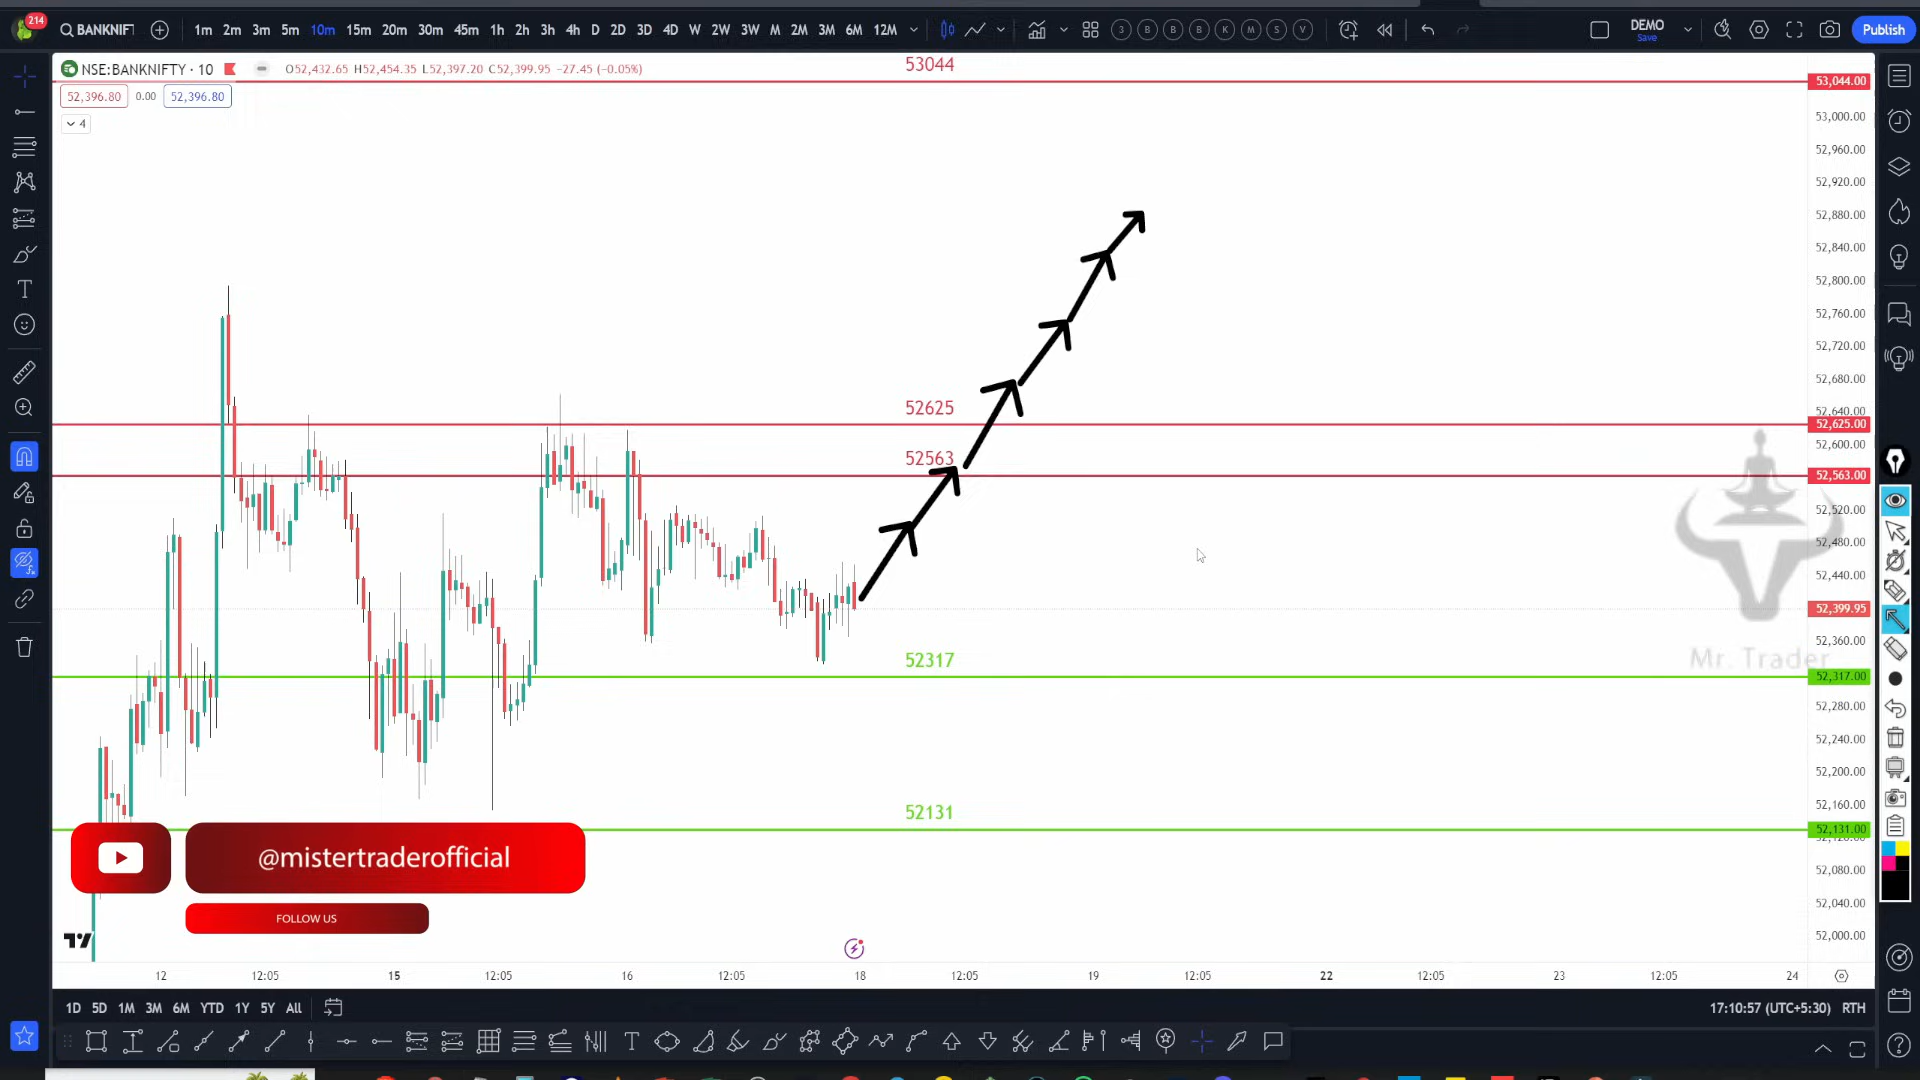 214
BANKNIFT
1m 2m 3m 5m 10m 15m 20m 30m 45m 1h 2h 3h 4h D 2D 3D 4D W 2W 3W M 2M 3M 6M 12M
3 B B B K M S V
DEMO
Save
Publish
NSE:BANKNIFTY · 10
O52,432.65 H52,454.35 L52,397.20 C52,399.95 −27.45 (−0.05%)
52,396.80 0.00 52,396.80
4
53044
52625
52563
52317
52131
53,044.00
53,000.00
52,960.00
52,920.00
52,880.00
52,840.00
52,800.00
52,760.00
52,720.00
52,680.00
52,640.00
52,625.00
52,600.00
52,563.00
52,520.00
52,480.00
52,440.00
52,399.95
52,360.00
52,317.00
52,280.00
52,240.00
52,200.00
52,160.00
52,131.00
52,080.00
52,040.00
52,000.00
Mr. Trader
@mistertraderofficial
FOLLOW US
12 12:05 15 12:05 16 12:05 18 12:05 19 12:05 22 12:05 23 12:05 24
1D 5D 1M 3M 6M YTD 1Y 5Y All
17:10:57 (UTC+5:30) RTH